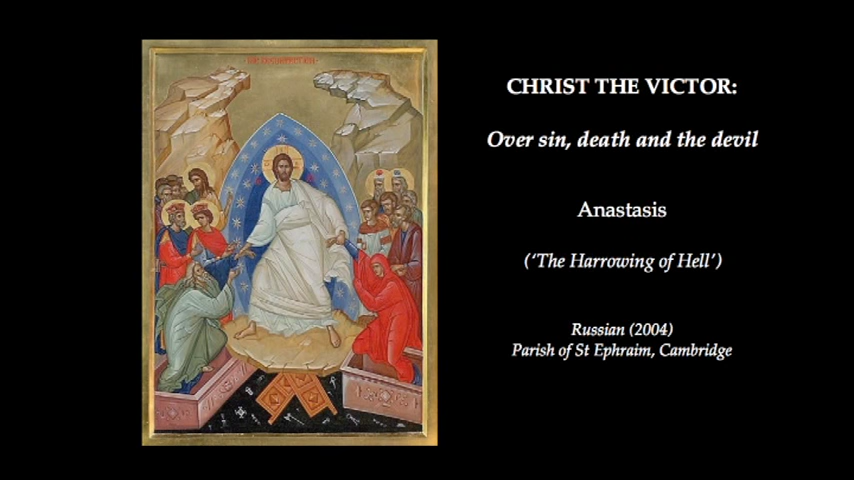 CHRIST THE VICTOR:
Over sin, death and the devil
Anastasis
(‘The Harrowing of Hell’)
Russian (2004)
Parish of St Ephraim, Cambridge